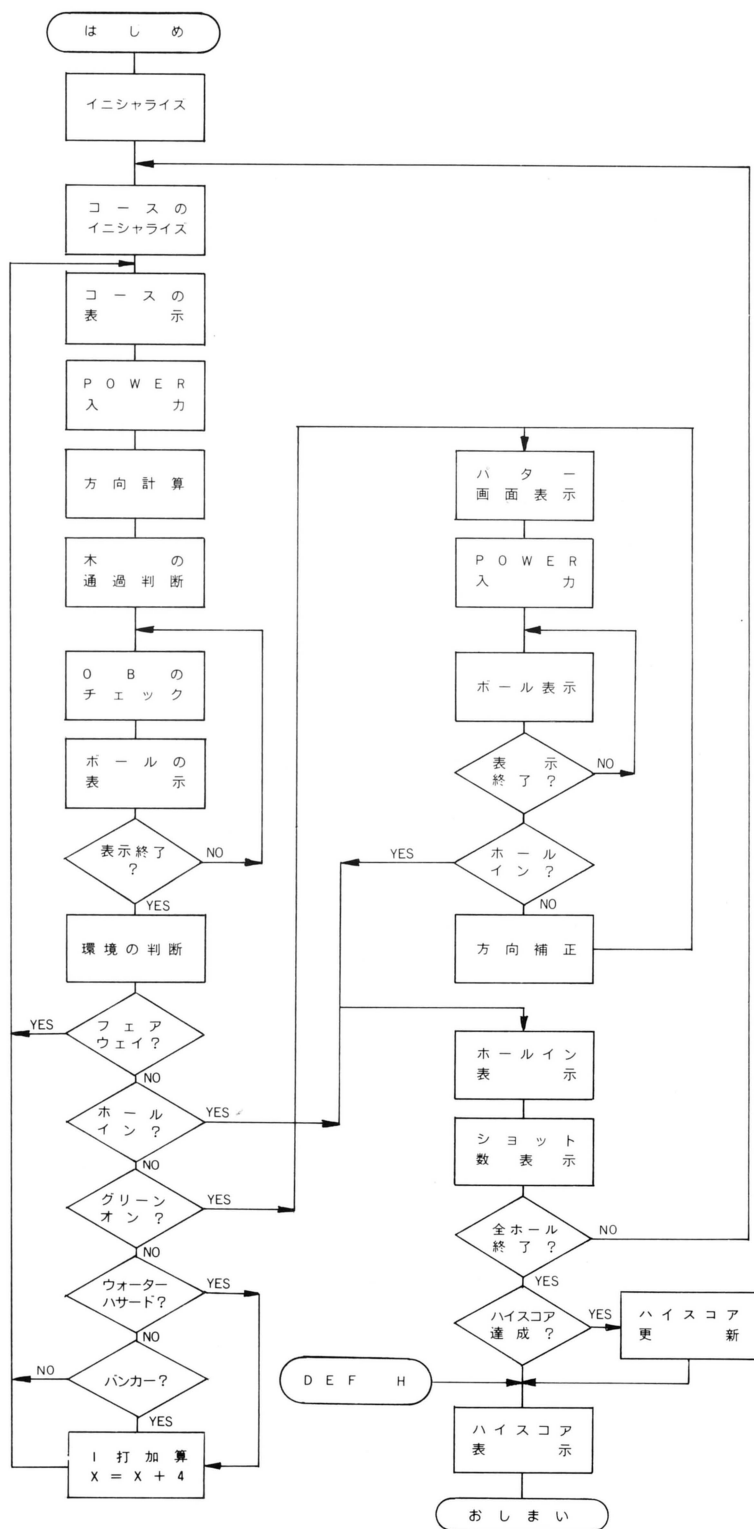 はじめ
イニシャライズ
コースの
イニシャライズ
コースの
表示
POWER
入力
方向計算
木の
通過判断
OBの
チェック
ボールの
表示
表示終了
?
NO
YES
環境の判断
フェア
ウェイ?
YES
NO
ホール
イン?
YES
NO
グリーン
オン?
YES
NO
ウォーター
ハザード?
YES
NO
バンカー?
NO
YES
1打加算
X=X+4
パター
画面表示
POWER
入力
ボール表示
表示
終了?
NO
ホール
イン?
YES
NO
方向補正
ホールイン
表示
ショット
数表示
全ホール
終了?
NO
YES
ハイスコア
達成?
YES
ハイスコア
更新
DEF H
ハイスコア
表示
おしまい